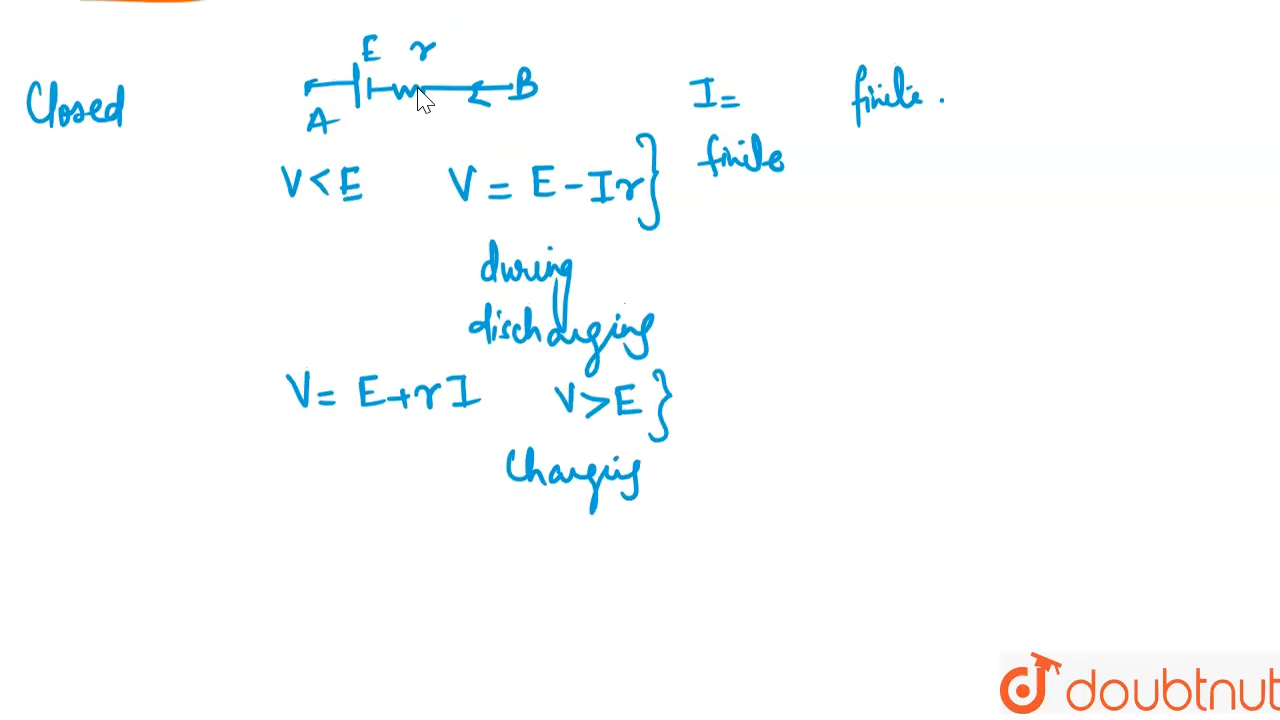 E r
Closed A B I = finite.
finite
V < E V = E - Ir }
during
discharging
V = E + rI V > E }
Charging
doubtnut